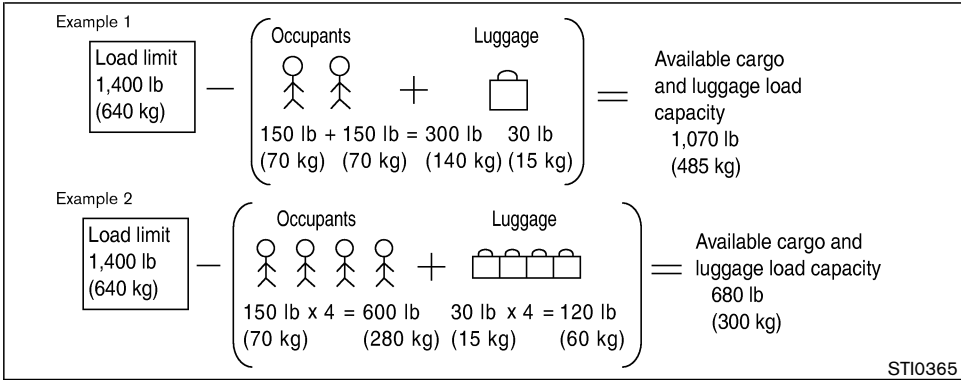 Example 1
Load limit
1,400 lb
(640 kg)
Occupants
Luggage
150 lb + 150 lb = 300 lb 30 lb
(70 kg) (70 kg) (140 kg) (15 kg)
Available cargo
and luggage load
capacity
1,070 lb
(485 kg)
Example 2
Load limit
1,400 lb
(640 kg)
Occupants
Luggage
150 lb x 4 = 600 lb 30 lb x 4 = 120 lb
(70 kg) (280 kg) (15 kg) (60 kg)
Available cargo and
luggage load capacity
680 lb
(300 kg)
STI0365